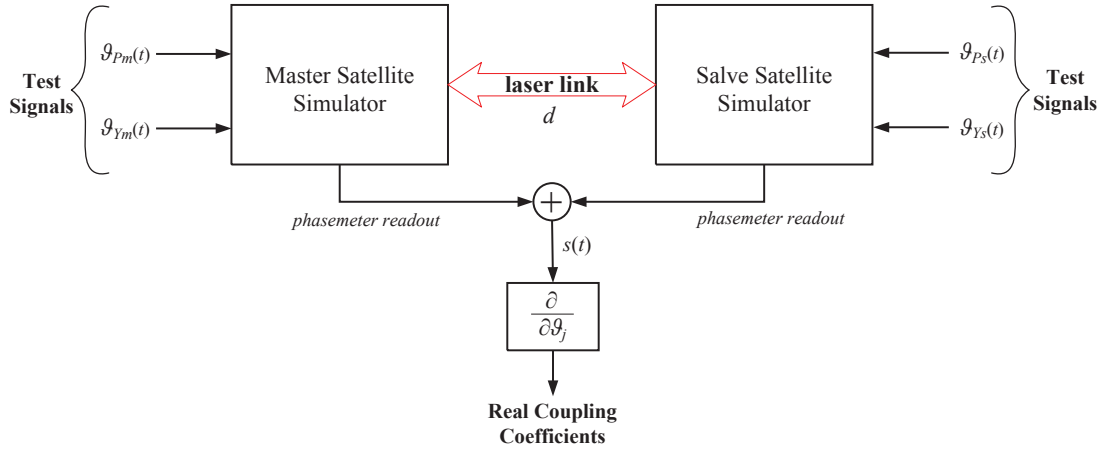 Test
Signals
ϑPm(t)
ϑYm(t)
Master Satellite
Simulator
laser link
d
Salve Satellite
Simulator
ϑPs(t)
ϑYs(t)
Test
Signals
phasemeter readout
+
phasemeter readout
s(t)
∂
∂ϑj
Real Coupling
Coefficients